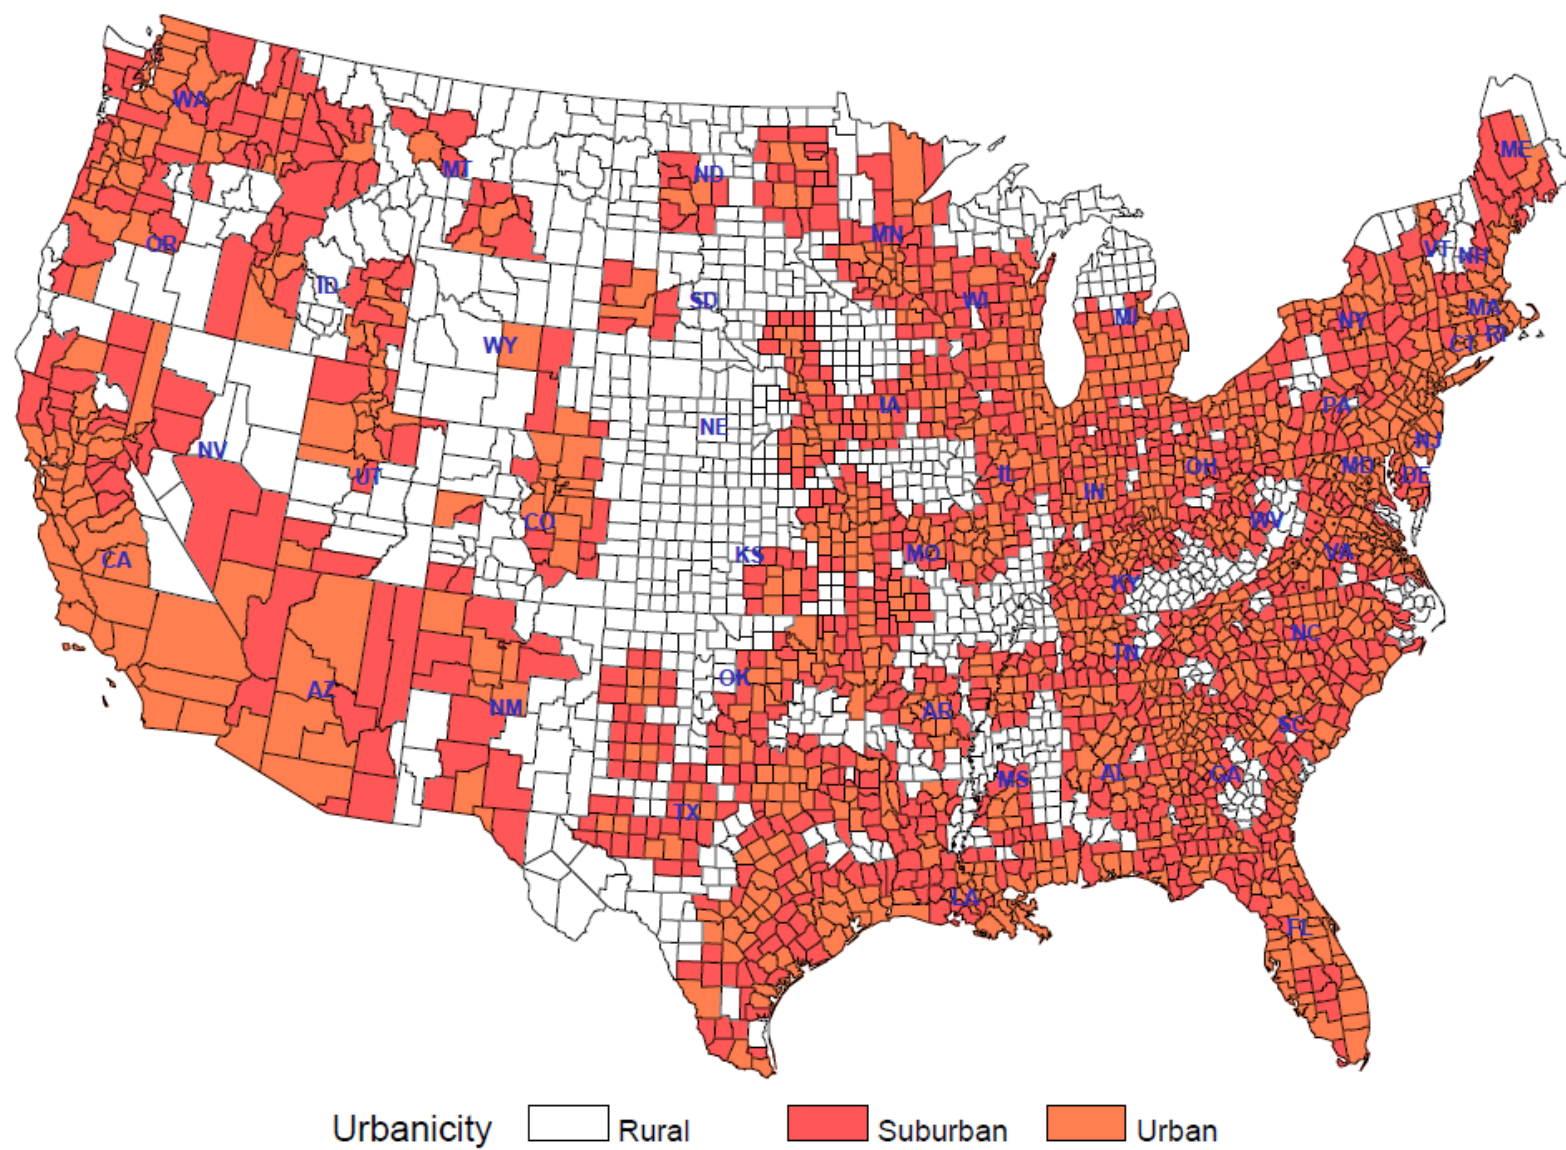 WA
MT
ND
ME
MN
OR
VT
NH
ID
SD
WI
MI
NY
MA
WY
CT
RI
NE
IA
PA
NV
NJ
UT
IL
IN
OH
MD
DE
CO
CA
KS
MO
KY
WV
VA
AZ
NM
OK
AR
TN
NC
SC
TX
MS
AL
GA
LA
FL
Urbanicity Rural Suburban Urban